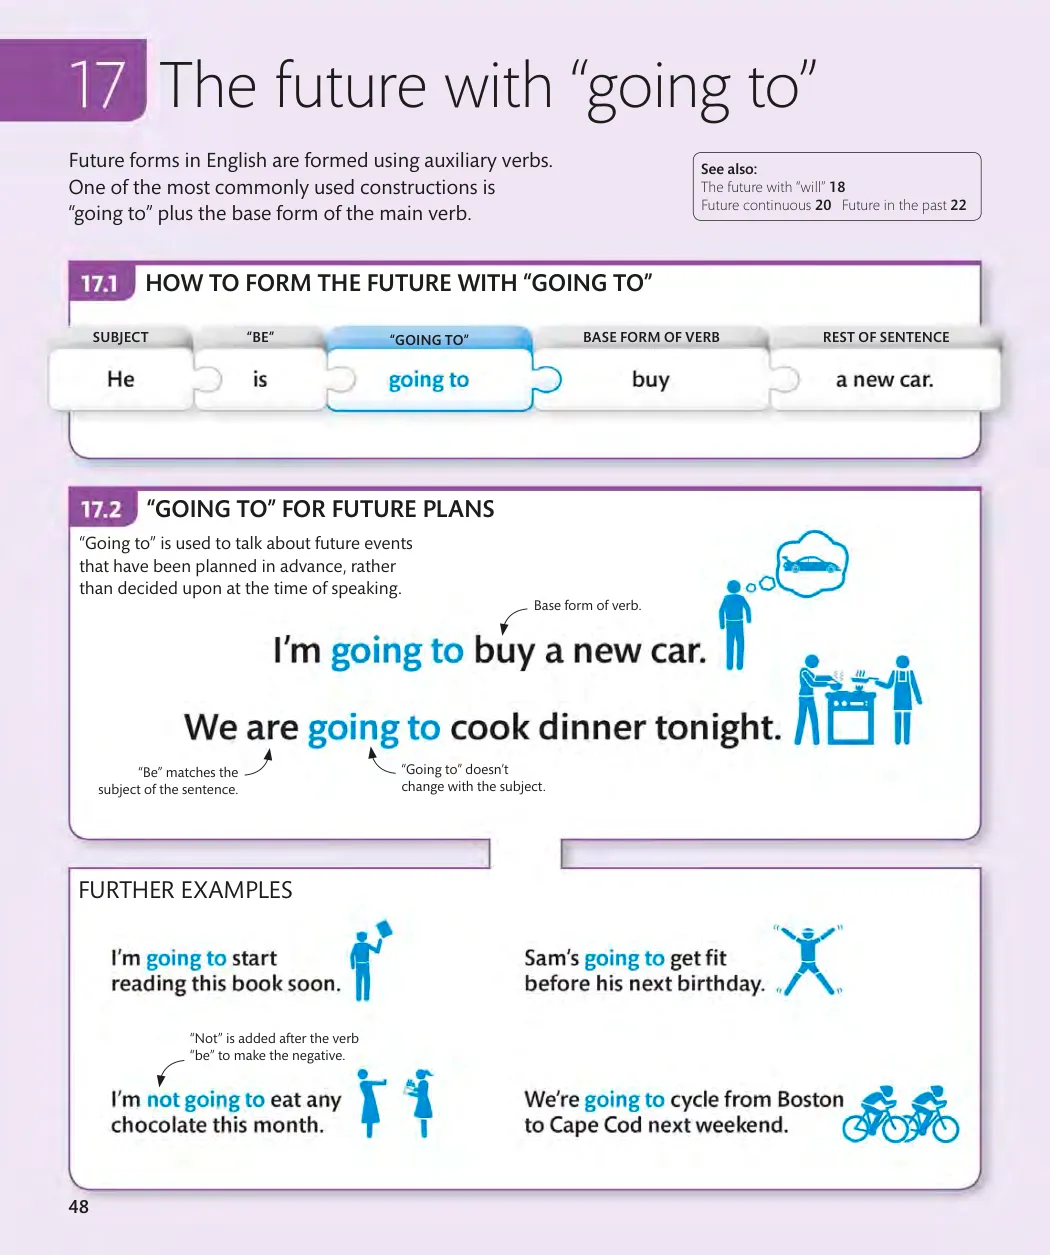 17 The future with “going to”
Future forms in English are formed using auxiliary verbs.
One of the most commonly used constructions is
“going to” plus the base form of the main verb.
See also:
The future with “will” 18
Future continuous 20 Future in the past 22
17.1 HOW TO FORM THE FUTURE WITH “GOING TO”
SUBJECT “BE” “GOING TO” BASE FORM OF VERB REST OF SENTENCE
He is going to buy a new car.
17.2 “GOING TO” FOR FUTURE PLANS
“Going to” is used to talk about future events
that have been planned in advance, rather
than decided upon at the time of speaking.
Base form of verb.
I’m going to buy a new car.
We are going to cook dinner tonight.
“Be” matches the
subject of the sentence.
“Going to” doesn’t
change with the subject.
FURTHER EXAMPLES
I’m going to start
reading this book soon.
Sam’s going to get fit
before his next birthday.
“Not” is added after the verb
“be” to make the negative.
I’m not going to eat any
chocolate this month.
We’re going to cycle from Boston
to Cape Cod next weekend.
48